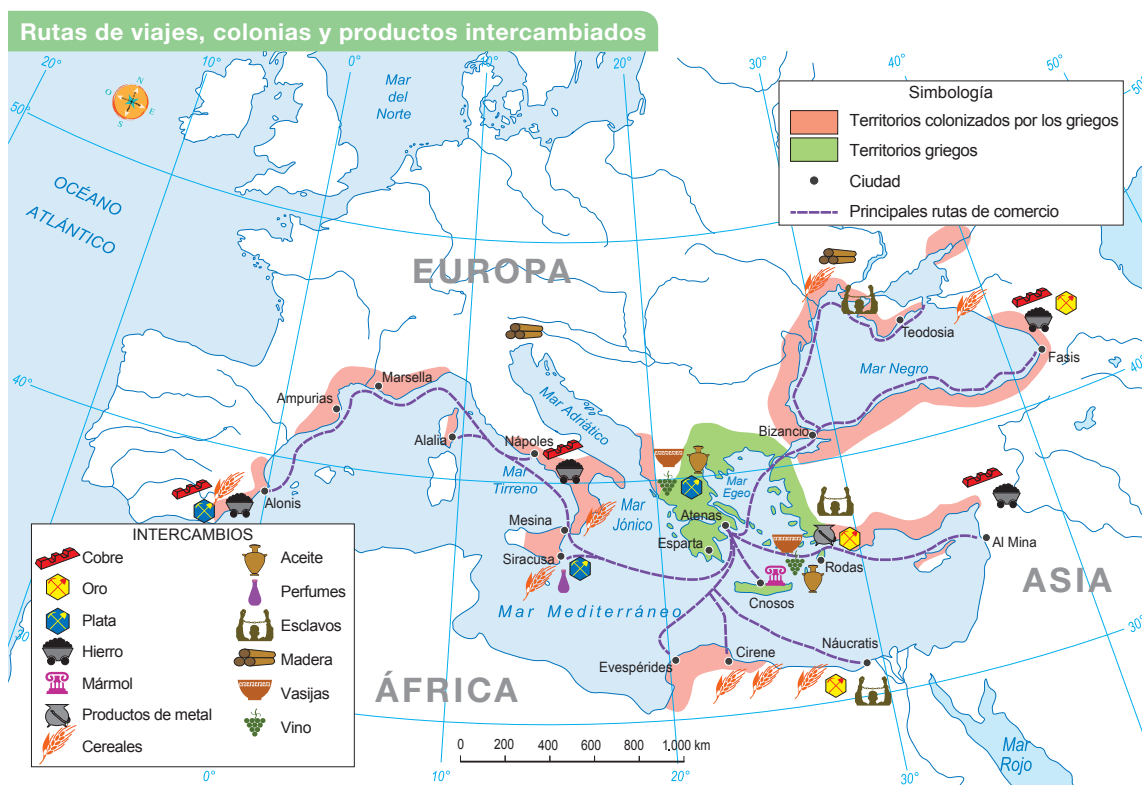 Rutas de viajes, colonias y productos intercambiados
20°
10°
0°
10°
20°
30°
40°
50°
50°
50°
N
O
E
S
Mar
del
Norte
OCÉANO
ATLÁNTICO
Simbología
Territorios colonizados por los griegos
Territorios griegos
Ciudad
Principales rutas de comercio
EUROPA
Teodosia
Mar Negro
Fasis
40°
40°
Marsella
Ampurias
Mar Adriático
Bizancio
Alalia
Nápoles
Mar
Tirreno
Mar
Egeo
Alonis
Mar
Jónico
Mesina
Atenas
Siracusa
Esparta
Rodas
Al Mina
Cnosos
ASIA
Mar Mediterráneo
Náucratis
Evespérides
Cirene
ÁFRICA
30
30°
INTERCAMBIOS
Cobre
Oro
Plata
Hierro
Mármol
Productos de metal
Cereales
Aceite
Perfumes
Esclavos
Madera
Vasijas
Vino
0 200 400 600 800 1,000 km
Mar
Rojo
0°
10°
20°
30°